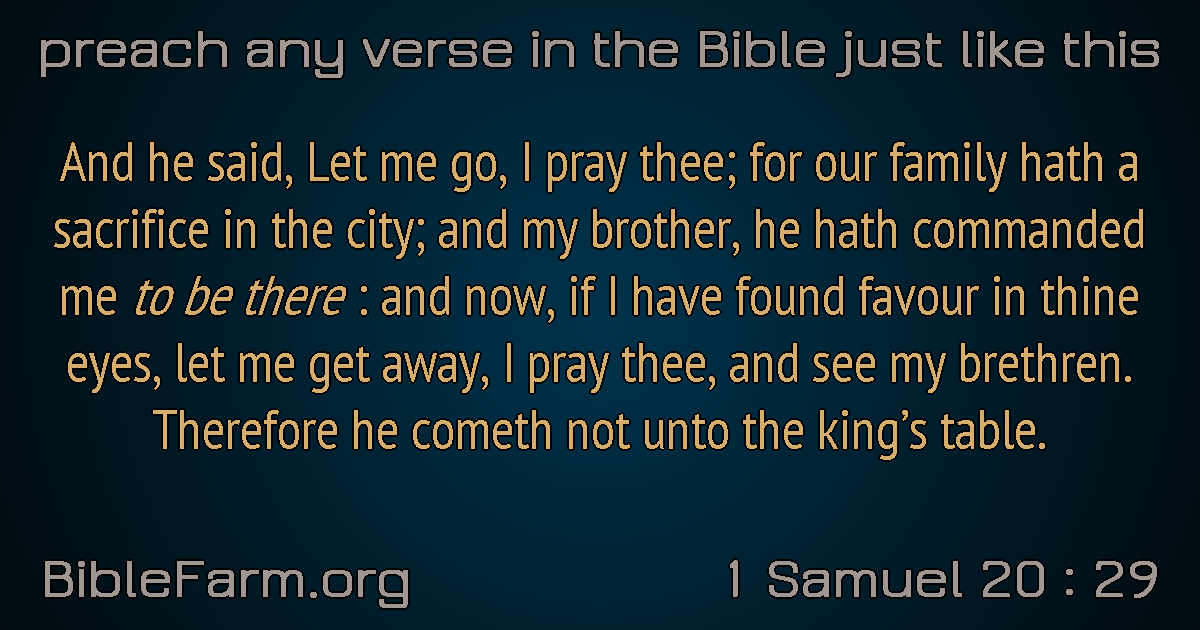 preach any verse in the Bible just like this
And he said, Let me go, I pray thee; for our family hath a
sacrifice in the city; and my brother, he hath commanded
me to be there : and now, if I have found favour in thine
eyes, let me get away, I pray thee, and see my brethren.
Therefore he cometh not unto the king’s table.
BibleFarm.org
1 Samuel 20 : 29